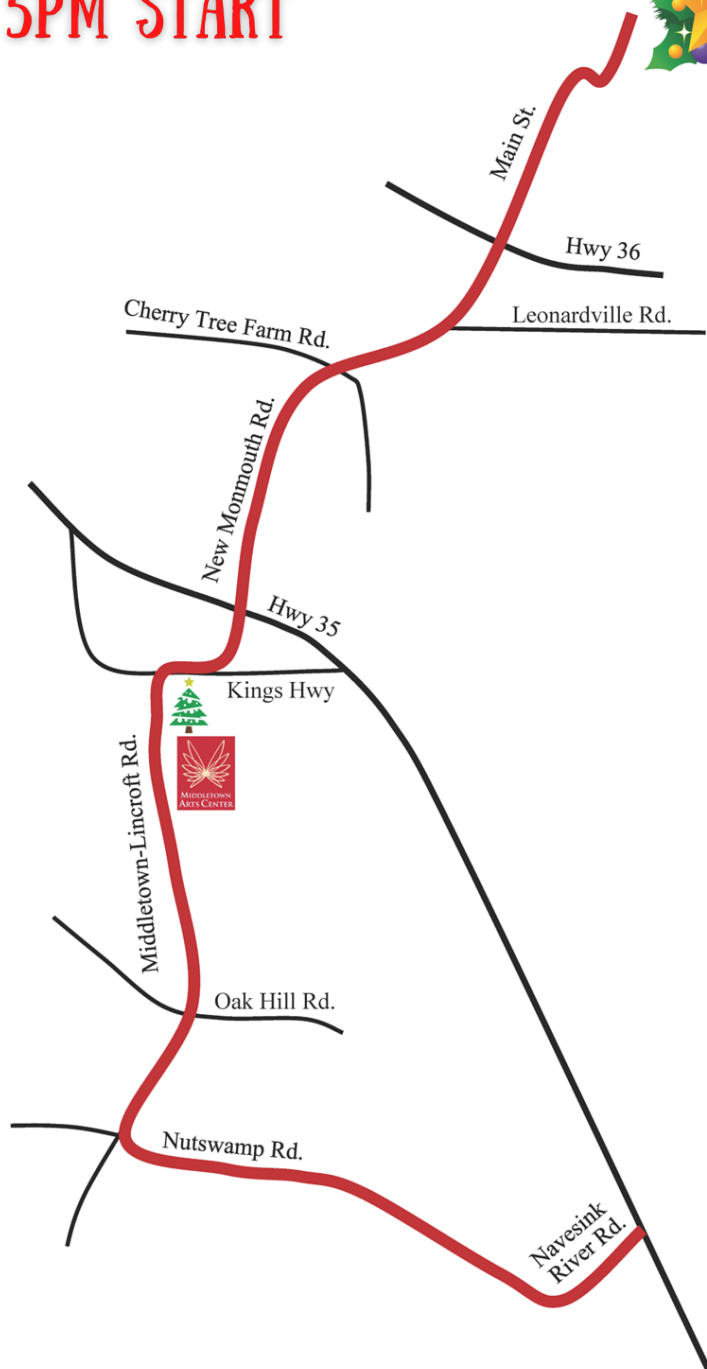 5PM START
Main St.
Hwy 36
Leonardville Rd.
Cherry Tree Farm Rd.
New Monmouth Rd.
Hwy 35
Kings Hwy
MIDDLETOWN
ARTS CENTER
Middletown-Lincroft Rd.
Oak Hill Rd.
Nutswamp Rd.
Navesink
River Rd.